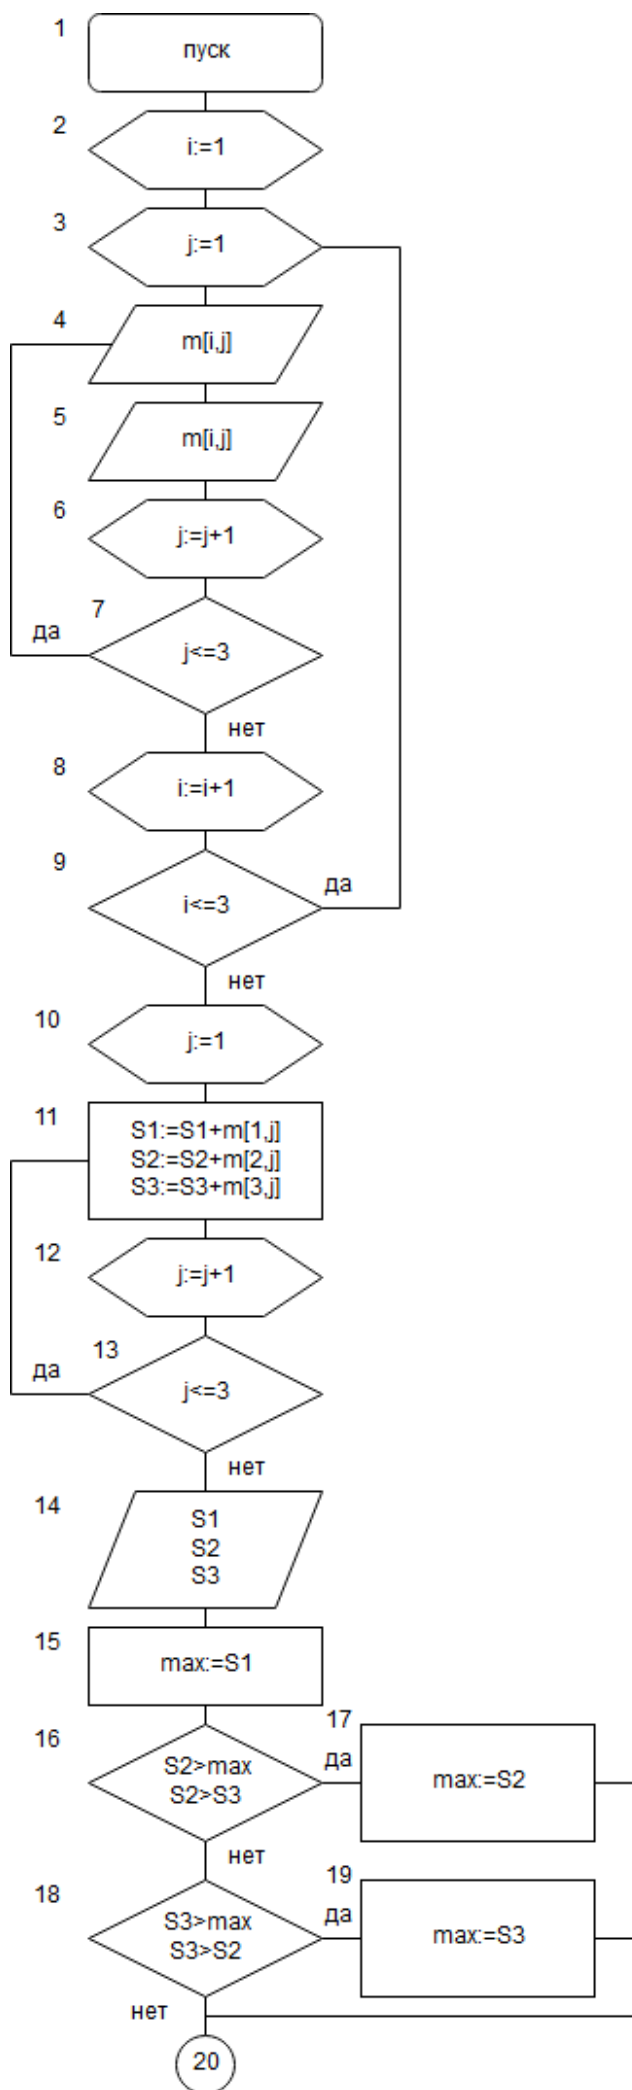 1
пуск
2
i:=1
3
j:=1
4
m[i,j]
5
m[i,j]
6
j:=j+1
7
да
j<=3
нет
8
i:=i+1
9
i<=3
да
нет
10
j:=1
11
S1:=S1+m[1,j]
S2:=S2+m[2,j]
S3:=S3+m[3,j]
12
j:=j+1
13
да
j<=3
нет
14
S1
S2
S3
15
max:=S1
16
S2>max
S2>S3
да
17
max:=S2
нет
18
S3>max
S3>S2
да
19
max:=S3
нет
20